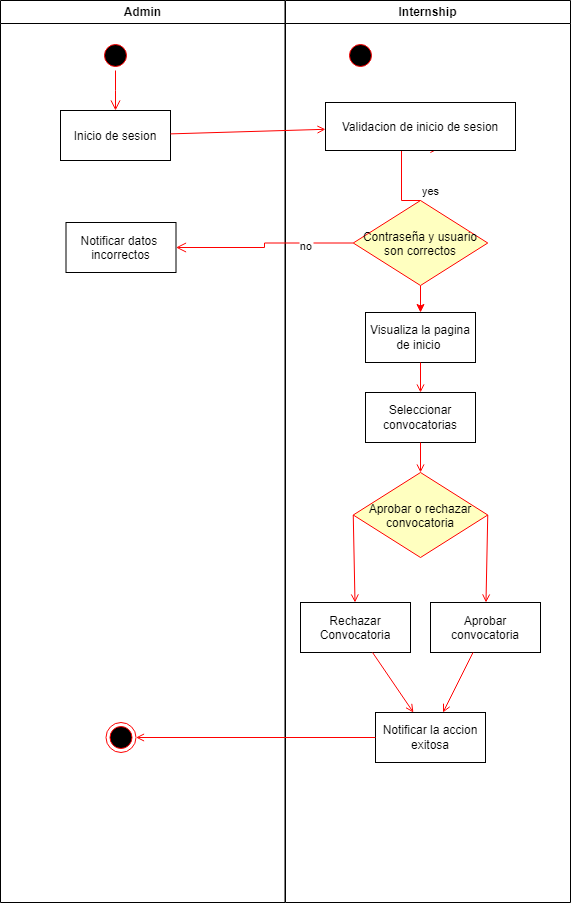 Admin
Internship
Inicio de sesion
Validacion de inicio de sesion
yes
Contraseña y usuario
son correctos
no
Notificar datos
incorrectos
Visualiza la pagina
de inicio
Seleccionar
convocatorias
Aprobar o rechazar
convocatoria
Rechazar
Convocatoria
Aprobar
convocatoria
Notificar la accion
exitosa